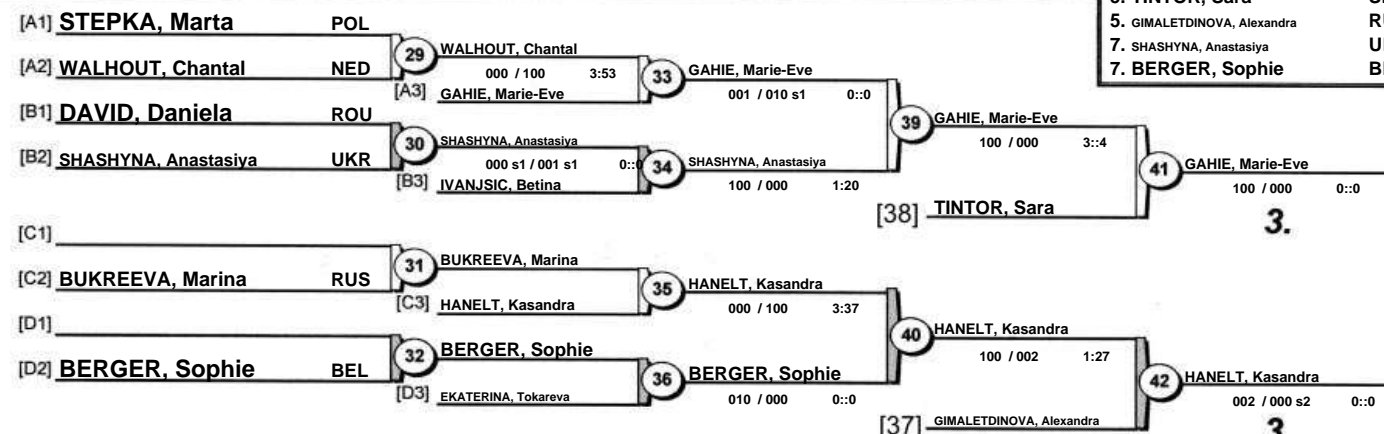 5. TINTOR, Sara
5. GIMALETDINOVA, Alexandra
7. SHASHYNA, Anastasiya
7. BERGER, Sophie
[A1] STEPKA, Marta POL
29
WALHOUT, Chantal
[A2] WALHOUT, Chantal NED
000 / 100 3:53
33
GAHIE, Marie-Eve
[A3] GAHIE, Marie-Eve
001 / 010 s1 0::0
[B1] DAVID, Daniela ROU
39
GAHIE, Marie-Eve
30
SHASHYNA, Anastasiya
100 / 000 3::4
[B2] SHASHYNA, Anastasiya UKR
000 s1 / 001 s1 0::0
34
SHASHYNA, Anastasiya
41
GAHIE, Marie-Eve
[B3] IVANJSIC, Betina
100 / 000 1:20
100 / 000 0::0
[38] TINTOR, Sara
3.
[C1]
31
BUKREEVA, Marina
[C2] BUKREEVA, Marina RUS
35
HANELT, Kasandra
[C3] HANELT, Kasandra
000 / 100 3:37
[D1]
40
HANELT, Kasandra
32
BERGER, Sophie
100 / 002 1:27
[D2] BERGER, Sophie BEL
36
BERGER, Sophie
42
HANELT, Kasandra
[D3] EKATERINA, Tokareva
010 / 000 0::0
002 / 000 s2 0::0
[37] GIMALETDINOVA, Alexandra
3.